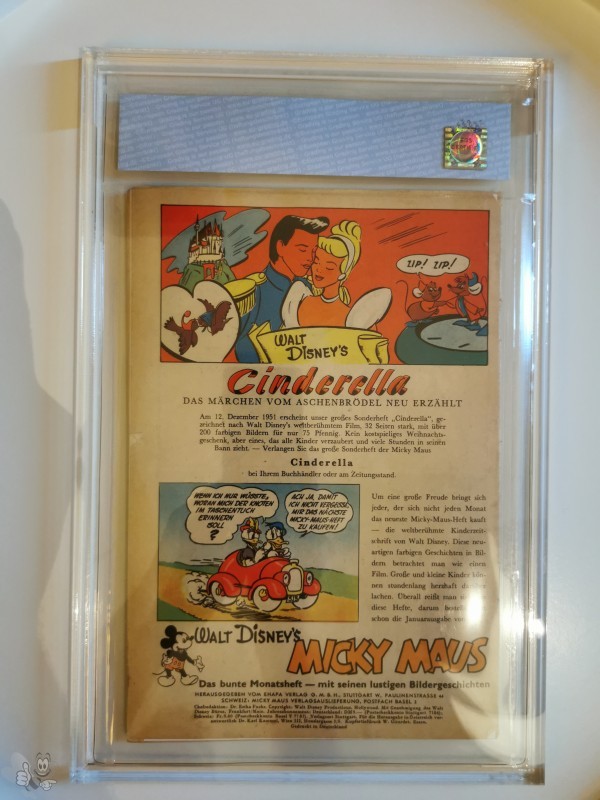 ZIP! ZIP!
WALT
DISNEY'S
Cinderella
DAS MÄRCHEN VOM ASCHENBRÖDEL NEU ERZÄHLT
Am 12. Dezember 1951 erscheint unser großes Sonderheft „Cinderella“, ge-
zeichnet nach Walt Disney's weltberühmtem Film, 32 Seiten stark, mit über
200 farbigen Bildern für nur 75 Pfennig. Kein kostspieliges Weihnachts-
geschenk, aber eines, das alle Kinder verzaubert und viele Stunden in seinem
Bann zieht. — Verlangen Sie das große Sonderheft der Micky Maus
Cinderella
bei Ihrem Buchhändler oder am Zeitungsstand.
WENN ICH NUR WÜSSTE,
WORAN MICH DER KNOTEN
IM TASCHENTUCH
ERINNERN
SOLL
?
ACH JA, DAMIT
ICH NICHT VERGESSE,
MIR DAS NÄCHSTE
MICKY-MAUS-HEFT
ZU KAUFEN!
Um eine große Freude bringt sich
jeder, der sich nicht jeden Monat
das neueste Micky-Maus-Heft kauft
— die weltberühmte Kinderzeit-
schrift von Walt Disney. Diese neu-
artigen farbigen Geschichten in Bil-
dern betrachtet man wie einen
Film. Große und kleine Kinder kön-
nen stundenlang herzhaft da
lachen. Überall reißt man
diese Hefte, darum
schon die Januarausgabe
WALT DISNEY'S
MICKY MAUS
Das bunte Monatsheft — mit seinen lustigen Bildergeschichten
HERAUSGEGEBEN VOM EHAPA VERLAG G.M.B.H., STUTTGART W, PAULINENSTRASSE
SCHWEIZ: MICKY MAUS VERLAGSAUSLIEFERUNG, POSTFACH BASEL 2